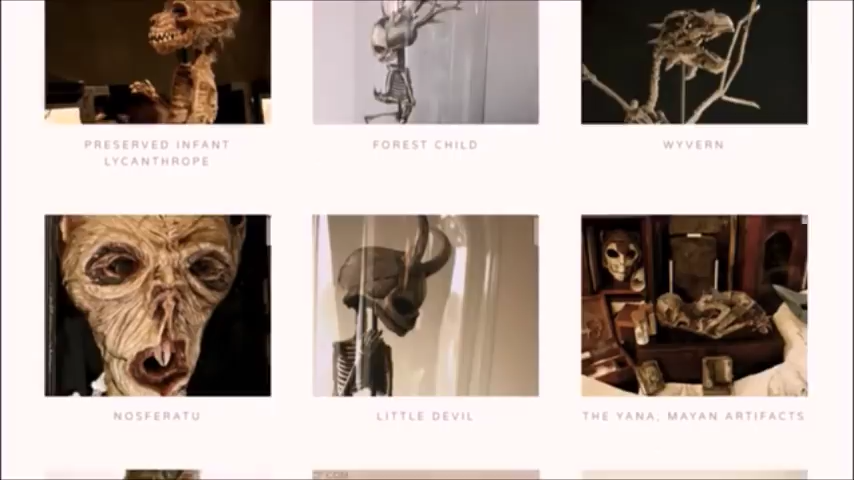 PRESERVED INFANT
LYCANTHROPE
FOREST CHILD
WYVERN
NOSFERATU
LITTLE DEVIL
THE YANA, MAYAN ARTIFACTS